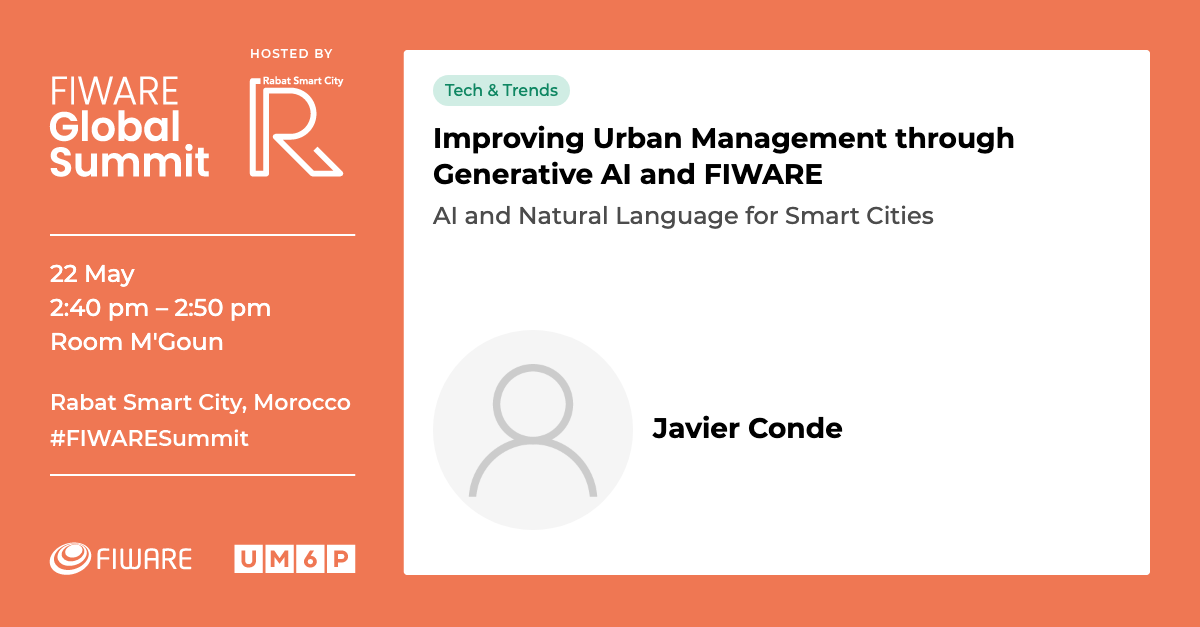 HOSTED BY
FIWARE
Global
Summit
Rabat Smart City
R
22 May
2:40 pm – 2:50 pm
Room M'Goun
Rabat Smart City, Morocco
#FIWARESummit
FIWARE
UM6P
Tech & Trends
Improving Urban Management through
Generative AI and FIWARE
AI and Natural Language for Smart Cities
Javier Conde